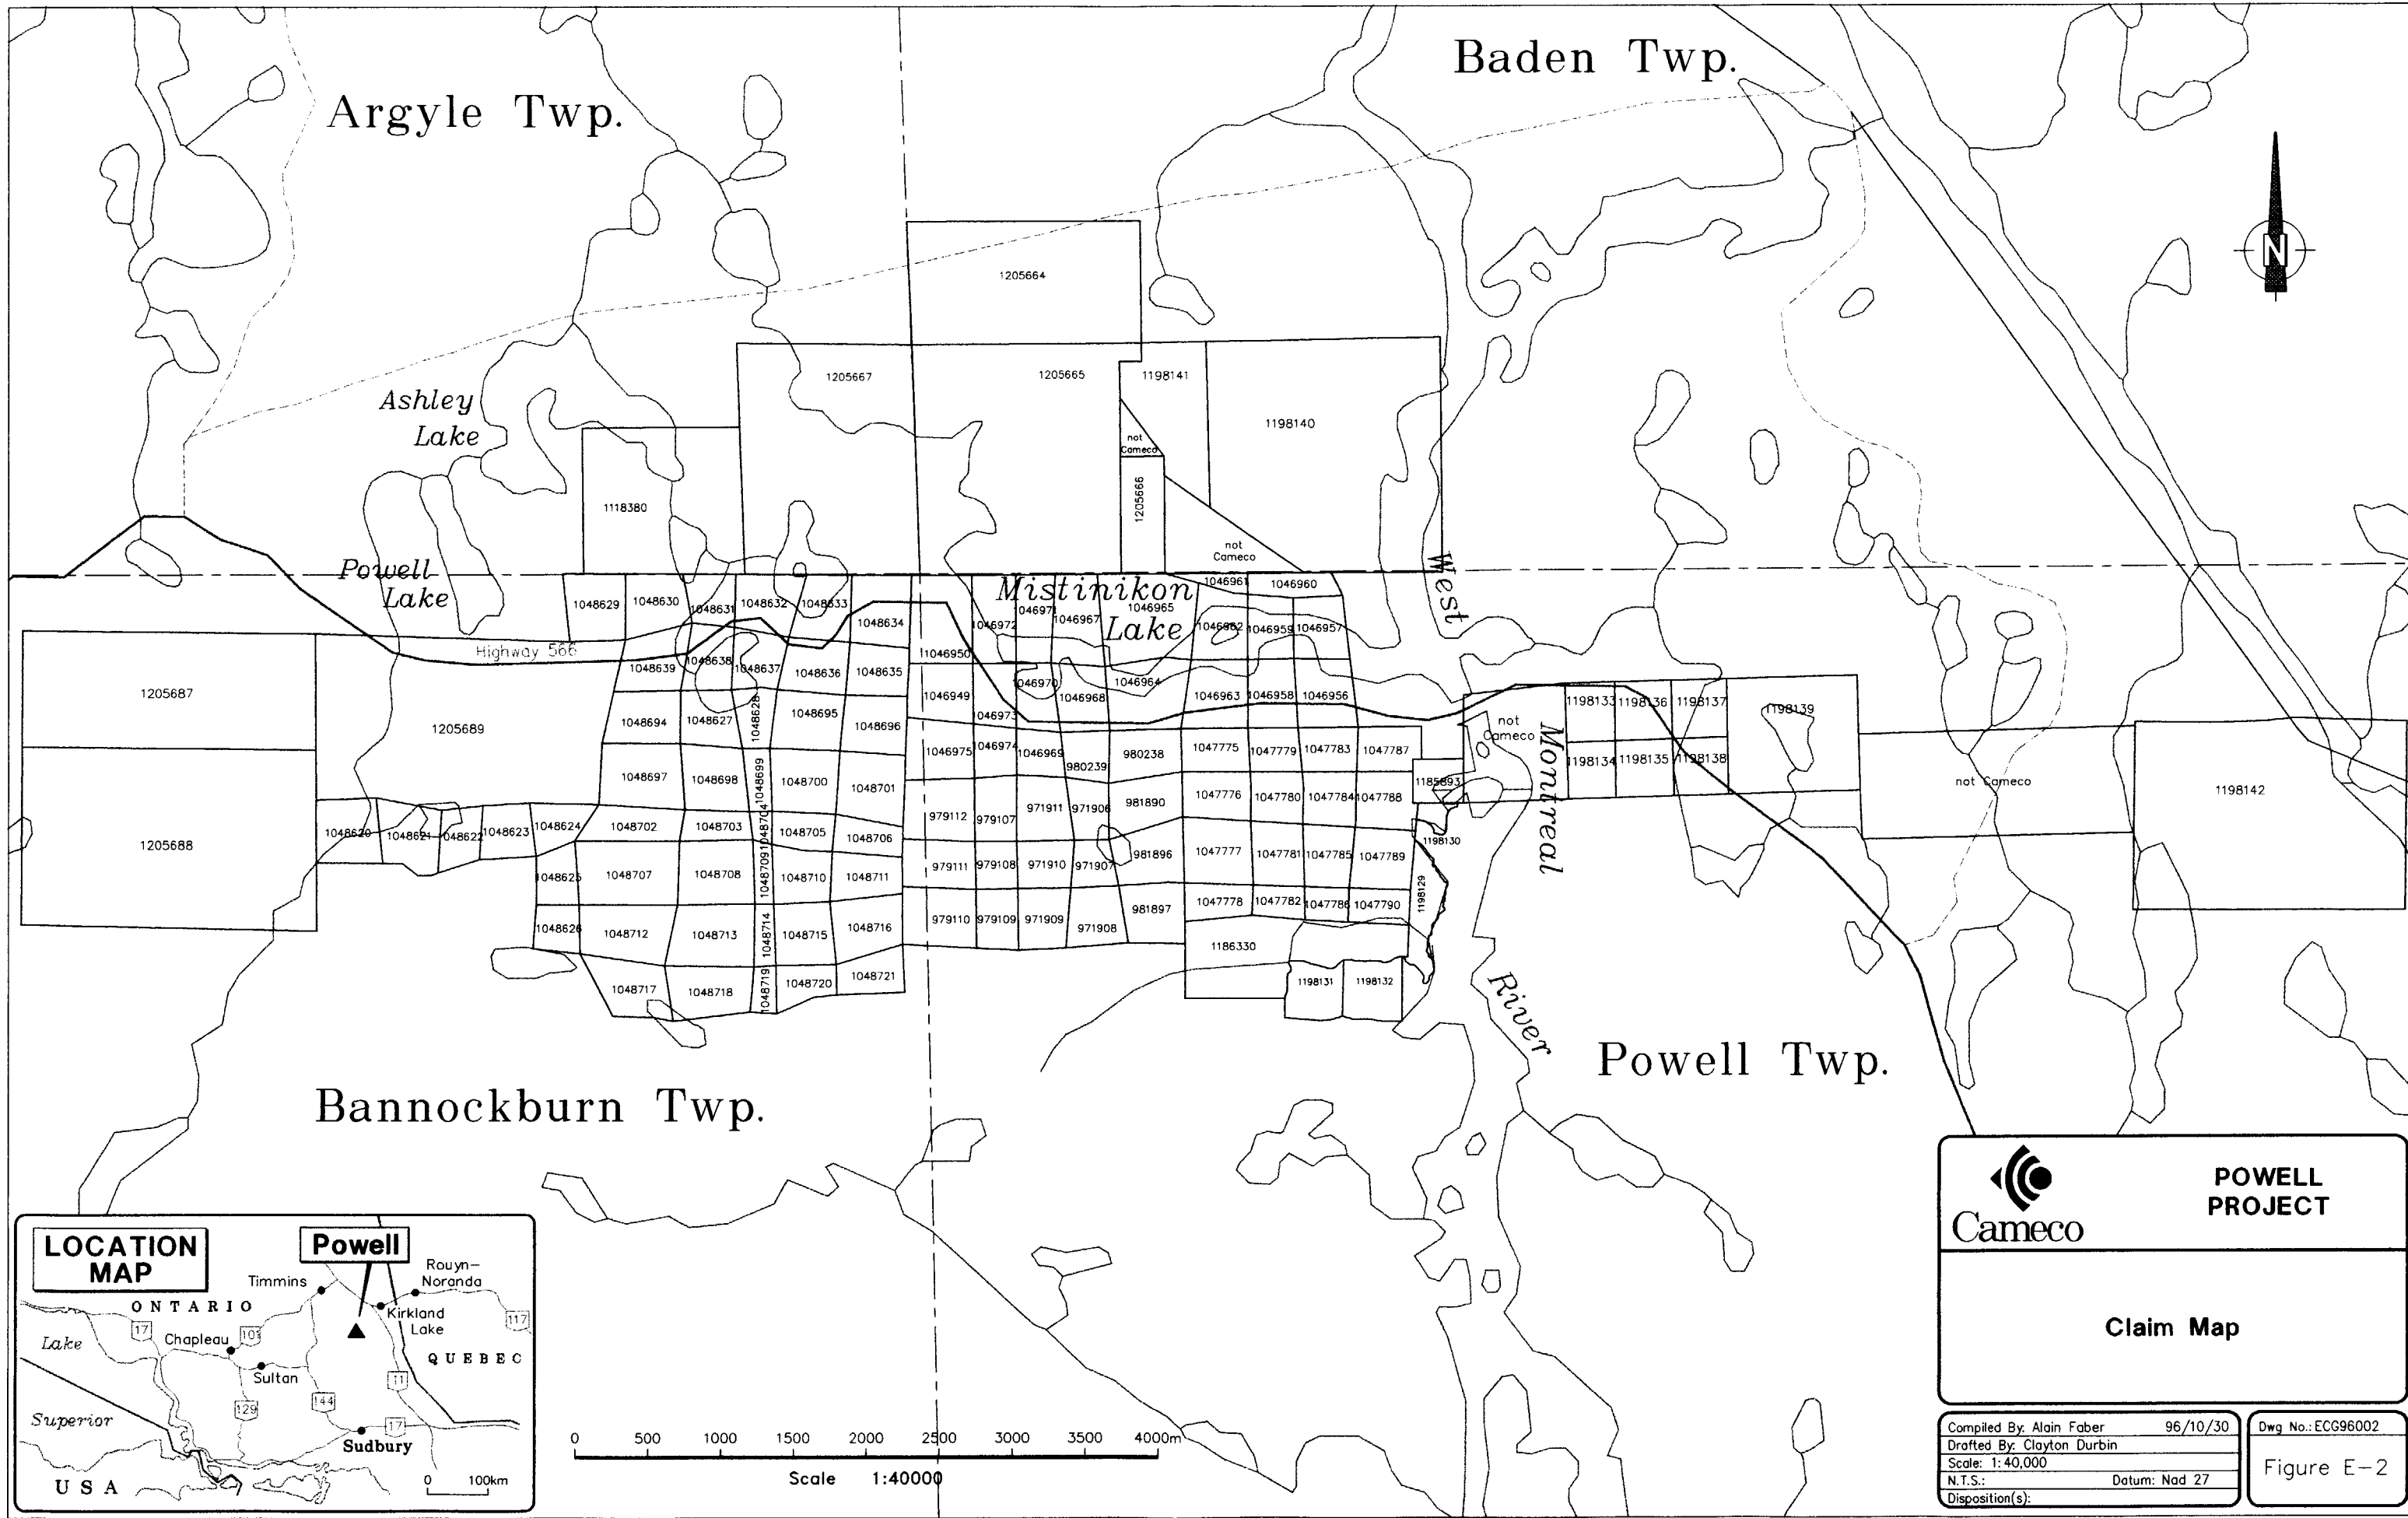 Baden Twp.
Argyle Twp.
N
1205664
1205667
1205665
1198141
1198140
Ashley
Lake
not
Cameco
1205666
1118380
not
Cameco
Powell
Lake
Mistinikon
Lake
West
Montreal
River
1048629
1048630
1048631
1048632
1048633
1048634
1046972
1046971
1046967
1046965
1046961
1046960
1046962
1046959
1046957
Highway 566
1048639
1048638
1048637
1048636
1048635
1046950
1046949
1046970
1046968
1046964
1046963
1046958
1046956
1046973
1205687
1205689
1048694
1048627
1048628
1048695
1048696
1046975
1046974
1046969
980239
980238
1047775
1047779
1047783
1047787
not
Cameco
1198133
1198136
1198137
1198139
1198134
1198135
1198138
not Cameco
1198142
1048697
1048698
1048699
1048700
1048701
979112
979107
971911
971906
981890
1047776
1047780
1047784
1047788
1185893
1205688
1048620
1048621
1048622
1048623
1048624
1048702
1048703
1048704
1048705
1048706
979111
979108
971910
971907
981896
1047777
1047781
1047785
1047789
1198130
1048625
1048707
1048708
1048709
1048710
1048711
979110
979109
971909
971908
981897
1047778
1047782
1047786
1047790
1198129
1048626
1048712
1048713
1048714
1048715
1048716
1186330
1198131
1198132
1048717
1048718
1048719
1048720
1048721
Bannockburn Twp.
Powell Twp.
LOCATION
MAP
Powell
Timmins
Rouyn-
Noranda
ONTARIO
Kirkland
Lake
117
17
Chapleau
101
Lake
QUEBEC
Sultan
11
129
144
17
Superior
Sudbury
USA
0 100km
0 500 1000 1500 2000 2500 3000 3500 4000m
Scale 1:40000
Cameco
POWELL
PROJECT
Claim Map
Compiled By: Alain Faber 96/10/30
Drafted By: Clayton Durbin
Scale: 1:40,000
N.T.S.: Datum: Nad 27
Disposition(s):
Dwg No.: ECG96002
Figure E-2